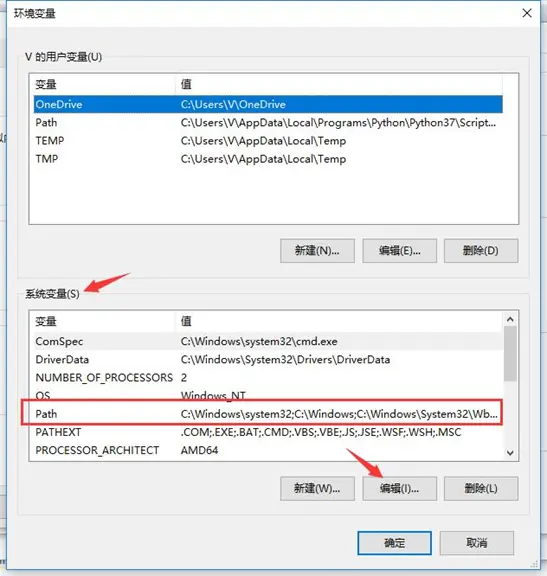 环境变量
V 的用户变量(U)
变量 值
OneDrive C:\Users\V\OneDrive
Path C:\Users\V\AppData\Local\Programs\Python\Python37\Script...
TEMP C:\Users\V\AppData\Local\Temp
TMP C:\Users\V\AppData\Local\Temp
新建(N)... 编辑(E)... 删除(D)
系统变量(S)
变量 值
ComSpec C:\Windows\system32\cmd.exe
DriverData C:\Windows\System32\Drivers\DriverData
NUMBER_OF_PROCESSORS 2
OS Windows_NT
Path C:\Windows\system32;C:\Windows;C:\Windows\System32\Wb...
PATHEXT .COM;.EXE;.BAT;.CMD;.VBS;.VBE;.JS;.JSE;.WSF;.WSH;.MSC
PROCESSOR_ARCHITECT AMD64
新建(W)... 编辑(I)... 删除(L)
确定 取消